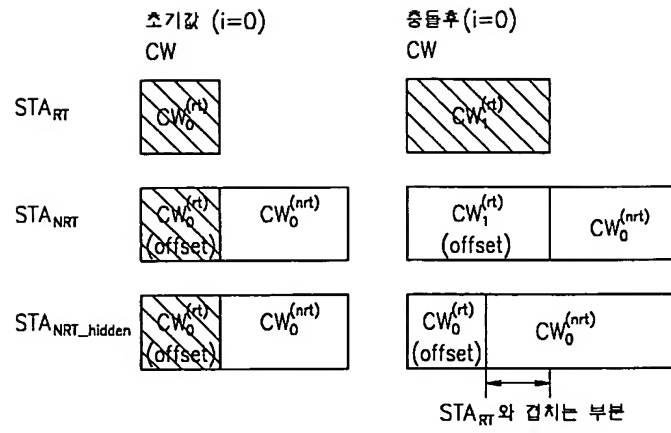 초기값 (i=0)
CW
충돌후(i=0)
CW
STA_RT
CW_0^(rt)
CW_1^(rt)
STA_NRT
CW_0^(rt)
(offset)
CW_0^(nrt)
CW_1^(rt)
(offset)
CW_0^(nrt)
STA_NRT_hidden
CW_0^(rt)
(offset)
CW_0^(nrt)
CW_0^(rt)
(offset)
CW_0^(nrt)
STA_RT와 겹치는 부분